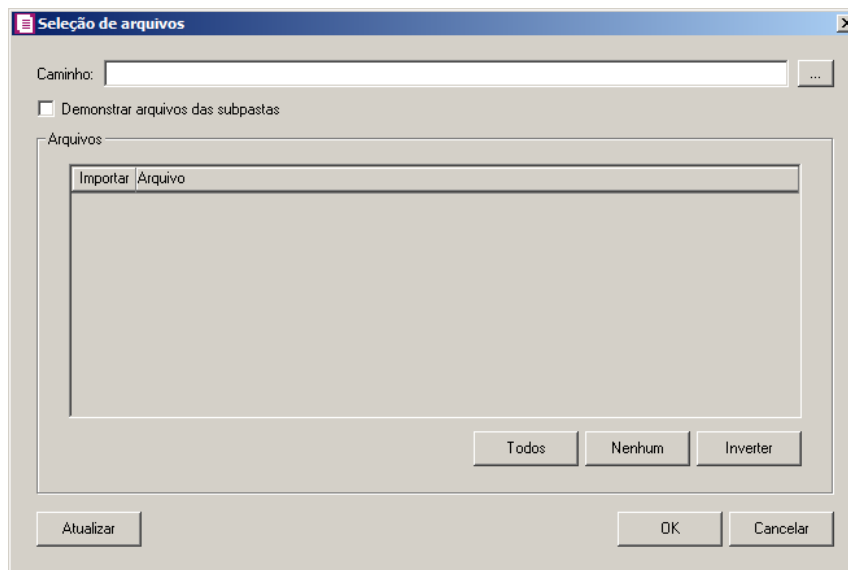 Seleção de arquivos
Caminho: ...
Demonstrar arquivos das subpastas
Arquivos
Importar Arquivo
Todos Nenhum Inverter
Atualizar OK Cancelar